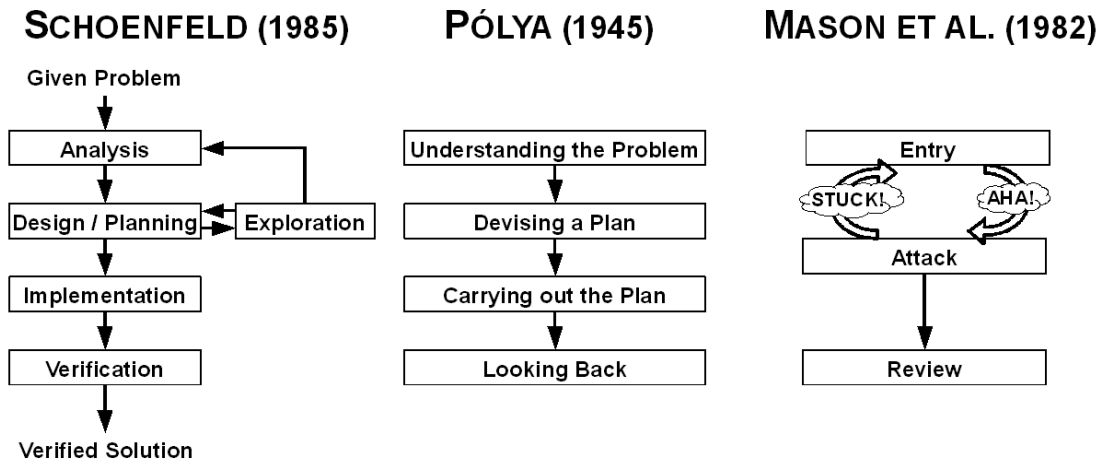 SCHOENFELD (1985)
Given Problem
Analysis
Design / Planning
Exploration
Implementation
Verification
Verified Solution
PÓLYA (1945)
Understanding the Problem
Devising a Plan
Carrying out the Plan
Looking Back
MASON ET AL. (1982)
Entry
STUCK!
AHA!
Attack
Review